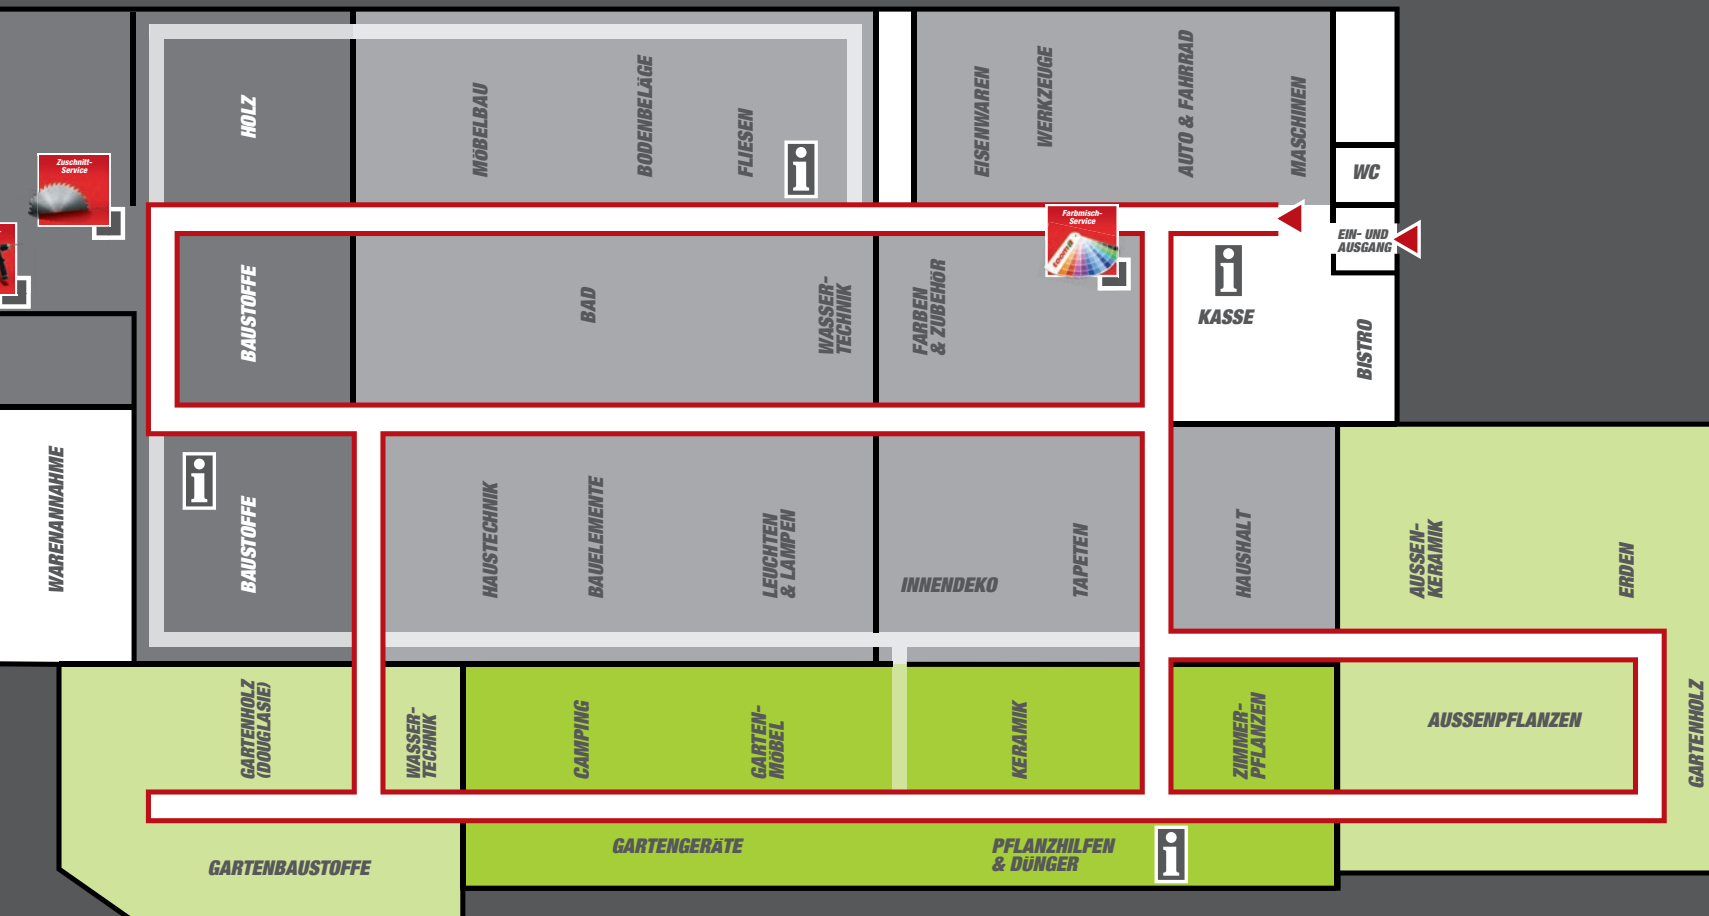 HOLZ
MÖBELBAU
BODENBELÄGE
FLIESEN
EISENWAREN
WERKZEUGE
AUTO & FAHRRAD
MASCHINEN
Zuschnitt-
Service
WC
EIN- UND
AUSGANG
Farbmisch-
Service
toom
BAUSTOFFE
BAD
WASSER-
TECHNIK
FARBEN
& ZUBEHÖR
KASSE
BISTRO
WARENANNAHME
BAUSTOFFE
HAUSTECHNIK
BAUELEMENTE
LEUCHTEN
& LAMPEN
INNENDEKO
TAPETEN
HAUSHALT
AUSSEN-
KERAMIK
ERDEN
GARTENHOLZ
(DOUGLASIE)
WASSER-
TECHNIK
CAMPING
GARTEN-
MÖBEL
KERAMIK
ZIMMER-
PFLANZEN
AUSSENPFLANZEN
GARTENHOLZ
GARTENBAUSTOFFE
GARTENGERÄTE
PFLANZHILFEN
& DÜNGER